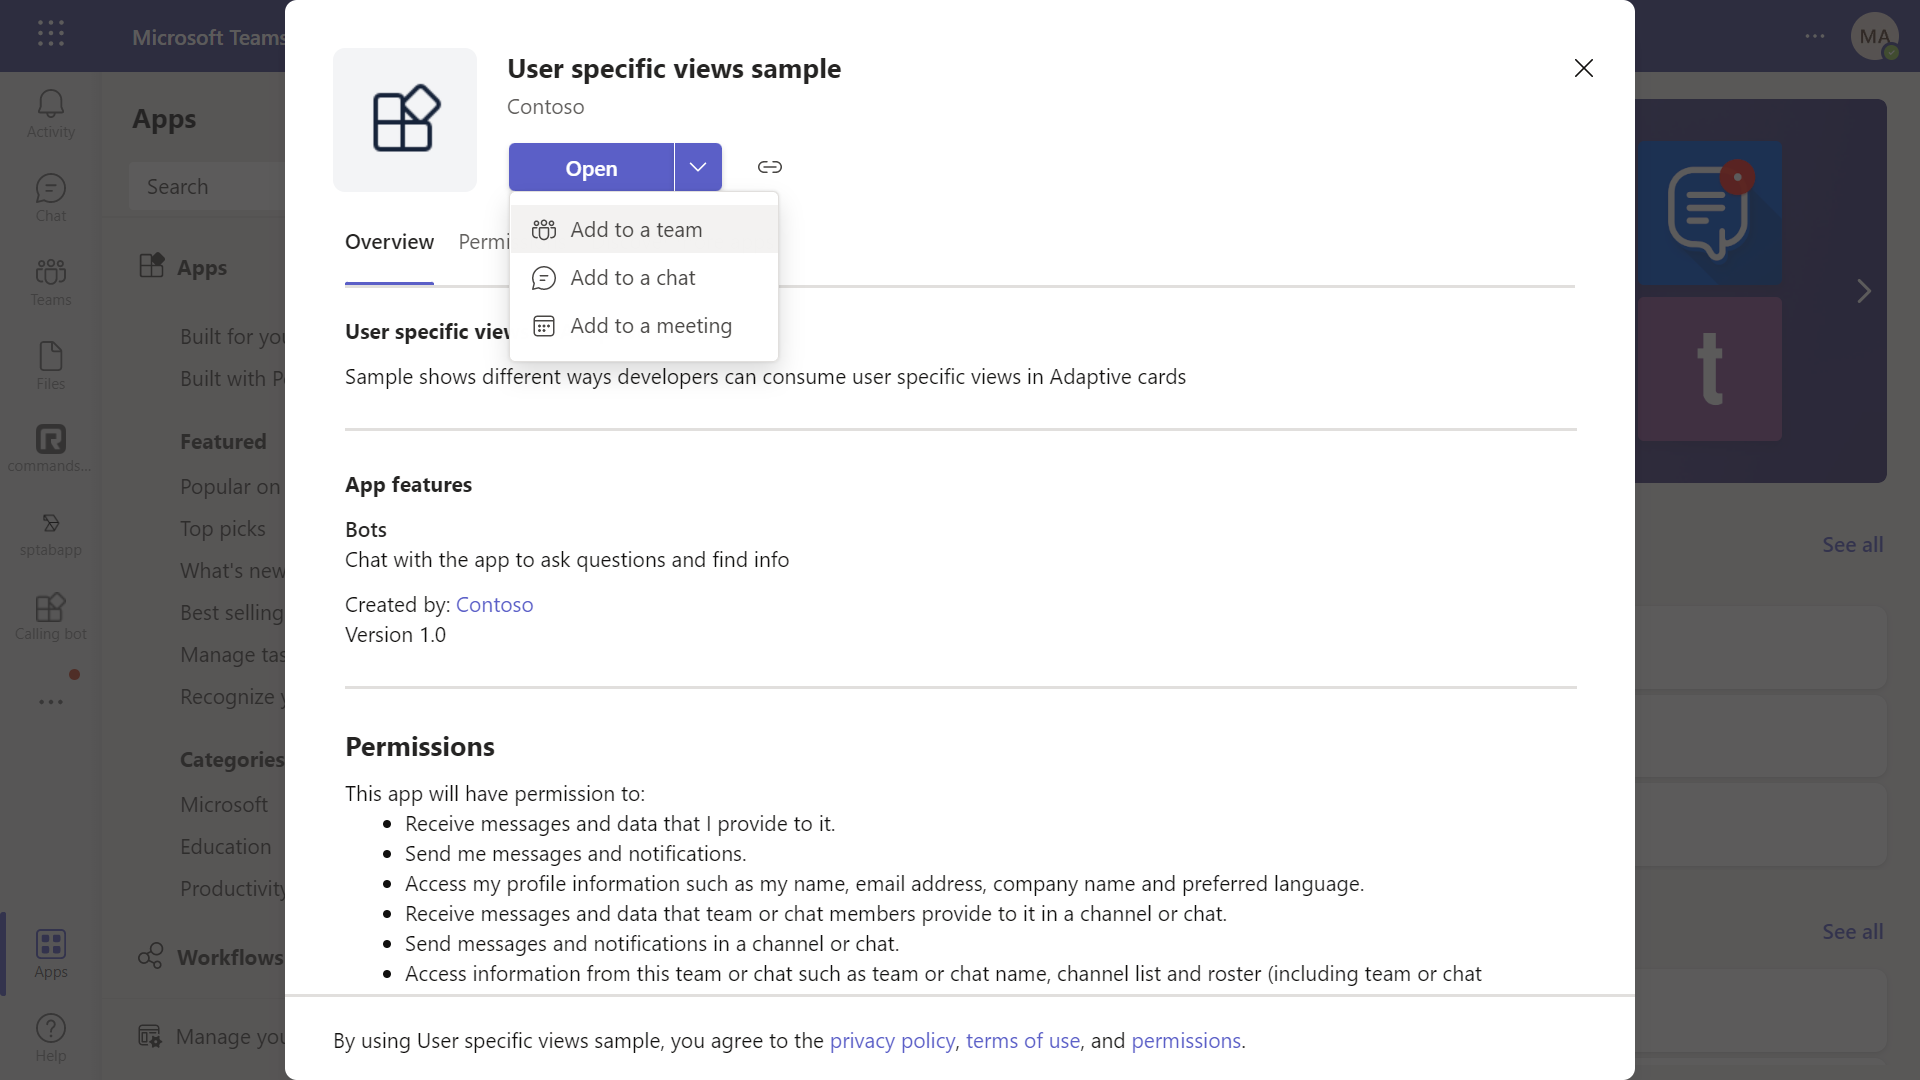 Microsoft Teams
MA
Activity
Chat
Teams
Files
commands...
sptabapp
Calling bot
Apps
Help
Apps
Search
Apps
Built for you
Built with
Featured
Popular on
Top picks
What's new
Best selling
Manage
Recognize
Categories
Microsoft
Education
Productivity
Workflows
Manage
User specific views sample
Contoso
Open
Add to a team
Add to a chat
Add to a meeting
Overview
User specific
Sample shows different ways developers can consume user specific views in Adaptive cards
App features
Bots
Chat with the app to ask questions and find info
Created by: Contoso
Version 1.0
Permissions
This app will have permission to:
Receive messages and data that I provide to it.
Send me messages and notifications.
Access my profile information such as my name, email address, company name and preferred language.
Receive messages and data that team or chat members provide to it in a channel or chat.
Send messages and notifications in a channel or chat.
Access information from this team or chat such as team or chat name, channel list and roster (including team or chat
By using User specific views sample, you agree to the privacy policy, terms of use, and permissions.
t
See all
See all